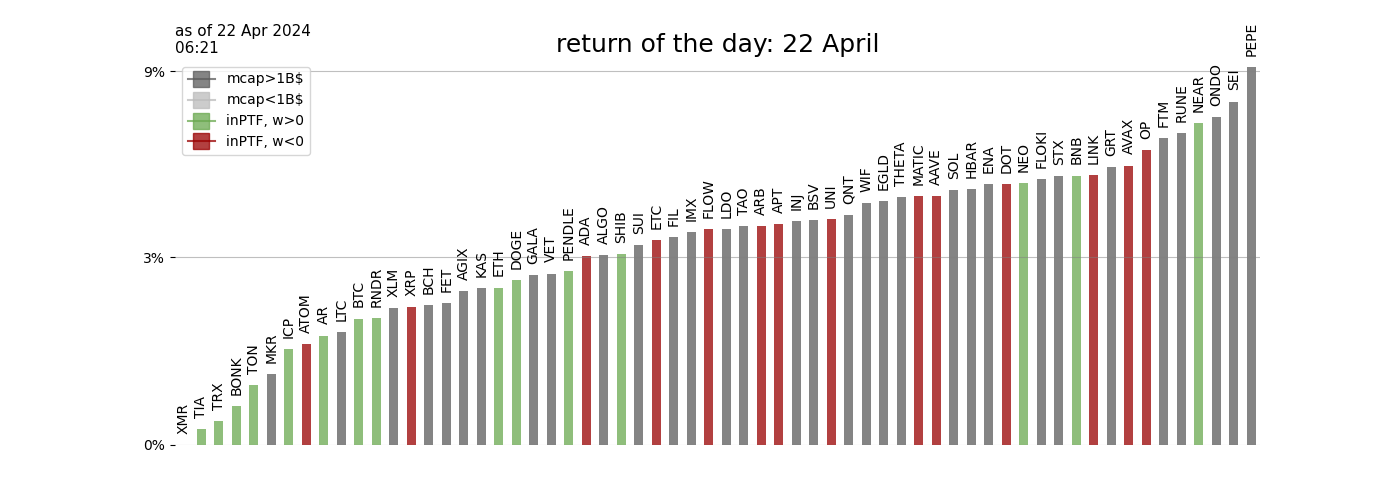 as of 22 Apr 2024
06:21
return of the day: 22 April
9%
3%
0%
mcap>1B$
mcap<1B$
inPTF, w>0
inPTF, w<0
XMR
TIA
TRX
BONK
TON
MKR
ICP
ATOM
AR
LTC
BTC
RNDR
XLM
XRP
BCH
FET
AGIX
KAS
ETH
DOGE
GALA
VET
PENDLE
ADA
ALGO
SHIB
SUI
ETC
FIL
IMX
FLOW
LDO
TAO
ARB
APT
INJ
BSV
UNI
QNT
WIF
EGLD
THETA
MATIC
AAVE
SOL
HBAR
ENA
DOT
NEO
FLOKI
STX
BNB
LINK
GRT
AVAX
OP
FTM
RUNE
NEAR
ONDO
SEI
PEPE